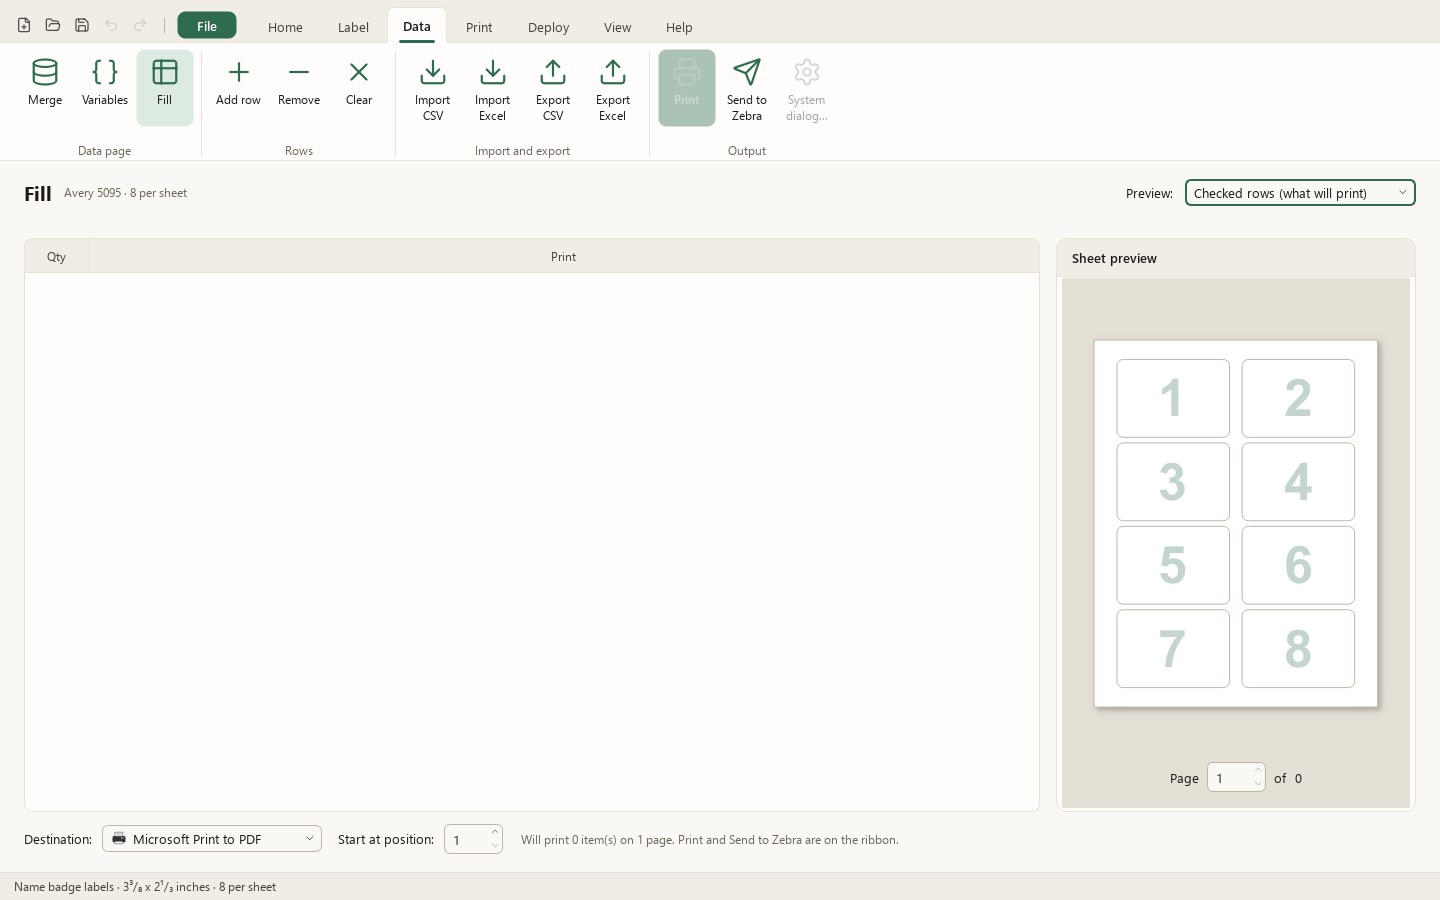 File
Home
Label
Data
Print
Deploy
View
Help
Merge
Variables
Fill
Data page
Add row
Remove
Clear
Rows
Import
CSV
Import
Excel
Export
CSV
Export
Excel
Import and export
Print
Send to
Zebra
System
dialog...
Output
Fill
Avery 5095 · 8 per sheet
Preview:
Checked rows (what will print)
Qty
Print
Sheet preview
1
2
3
4
5
6
7
8
Page
1
of 0
Destination:
Microsoft Print to PDF
Start at position:
1
Will print 0 item(s) on 1 page. Print and Send to Zebra are on the ribbon.
Name badge labels · 3³/₈ x 2¹/₃ inches · 8 per sheet